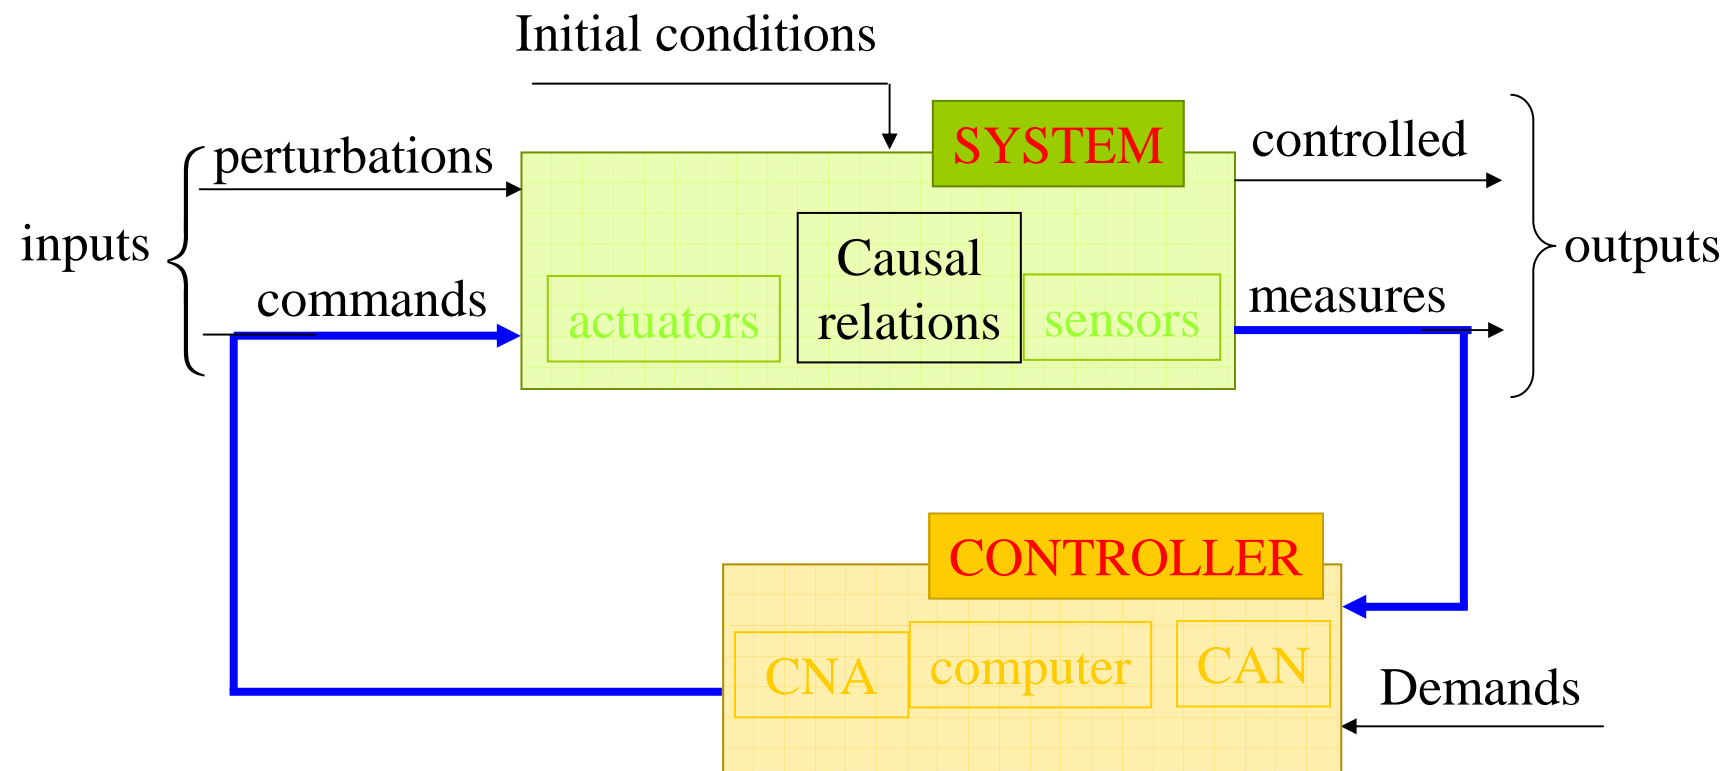 Initial conditions
SYSTEM
controlled
perturbations
inputs
outputs
Causal
relations
commands
measures
actuators
sensors
CONTROLLER
CNA
computer
CAN
Demands